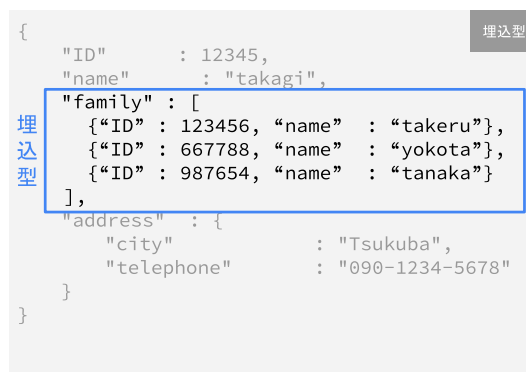 埋込型
{
"ID" : 12345,
"name" : "takagi",
"family" : [
{“ID” : 123456, “name” : “takeru”},
{“ID” : 667788, “name” : “yokota”},
{“ID” : 987654, “name” : “tanaka”}
],
埋込型
"address" : {
"city" : "Tsukuba",
"telephone" : "090-1234-5678"
}
}